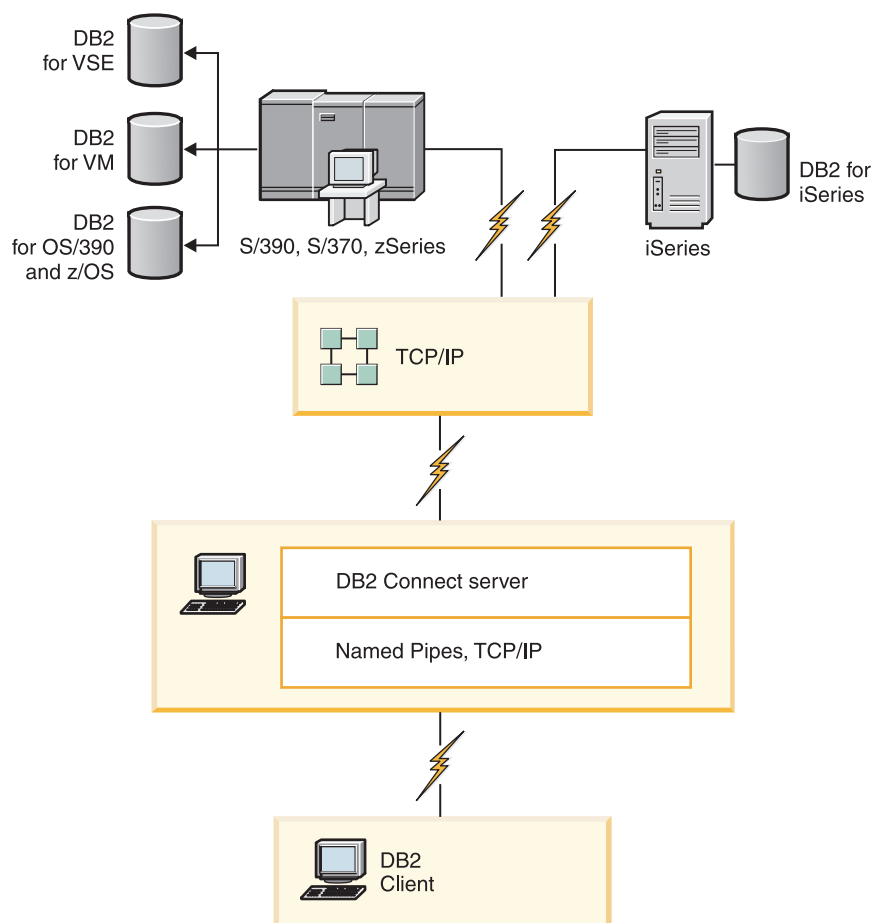 DB2
for VSE
DB2
for VM
DB2
for OS/390
and z/OS
S/390, S/370, zSeries
iSeries
DB2 for
iSeries
TCP/IP
DB2 Connect server
Named Pipes, TCP/IP
DB2
Client